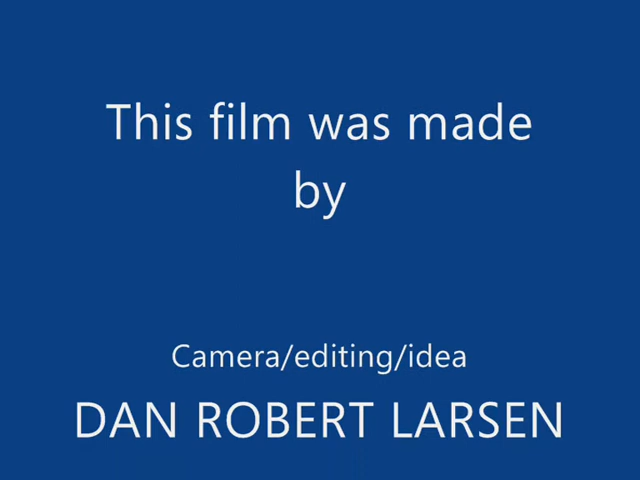 This film was made
by
Camera/editing/idea
DAN ROBERT LARSEN